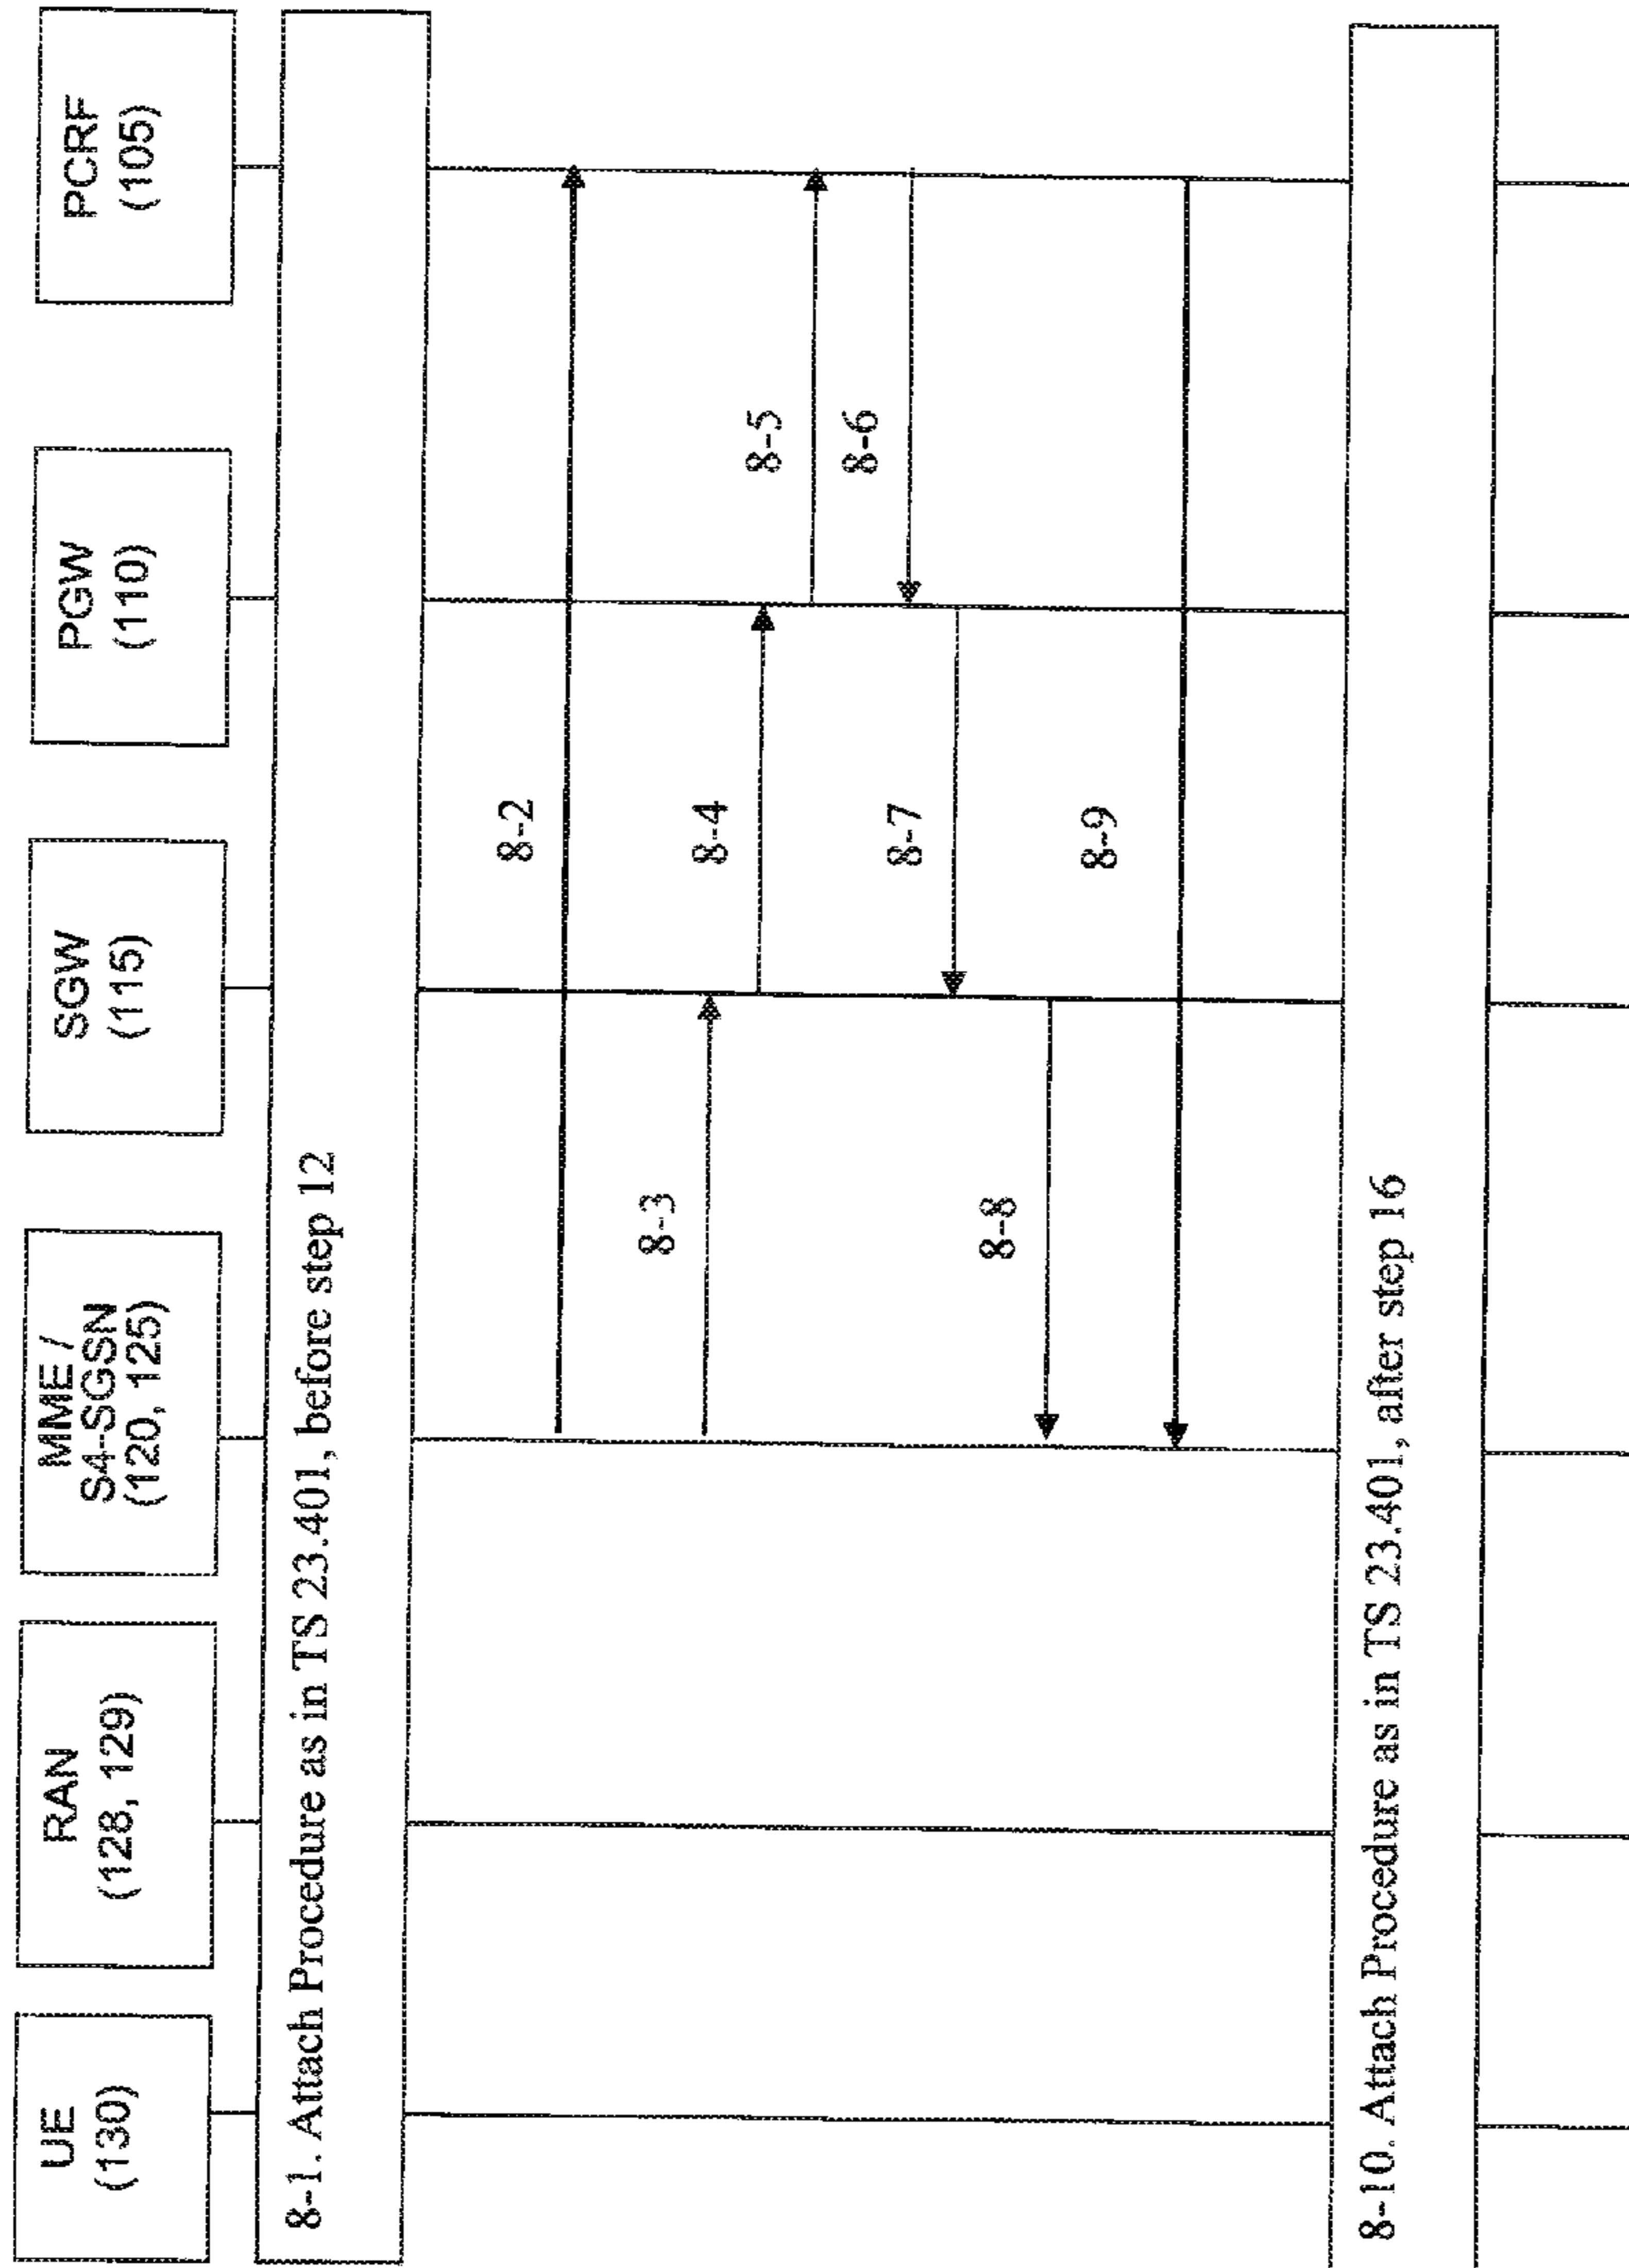 UE
(130)
RAN
(128, 129)
MME /
S4-SGSN
(120, 125)
SGW
(115)
PGW
(110)
PCRF
(105)
8-1. Attach Procedure as in TS 23.401, before step 12
8-2
8-3
8-4
8-5
8-6
8-7
8-8
8-9
8-10. Attach Procedure as in TS 23.401, after step 16